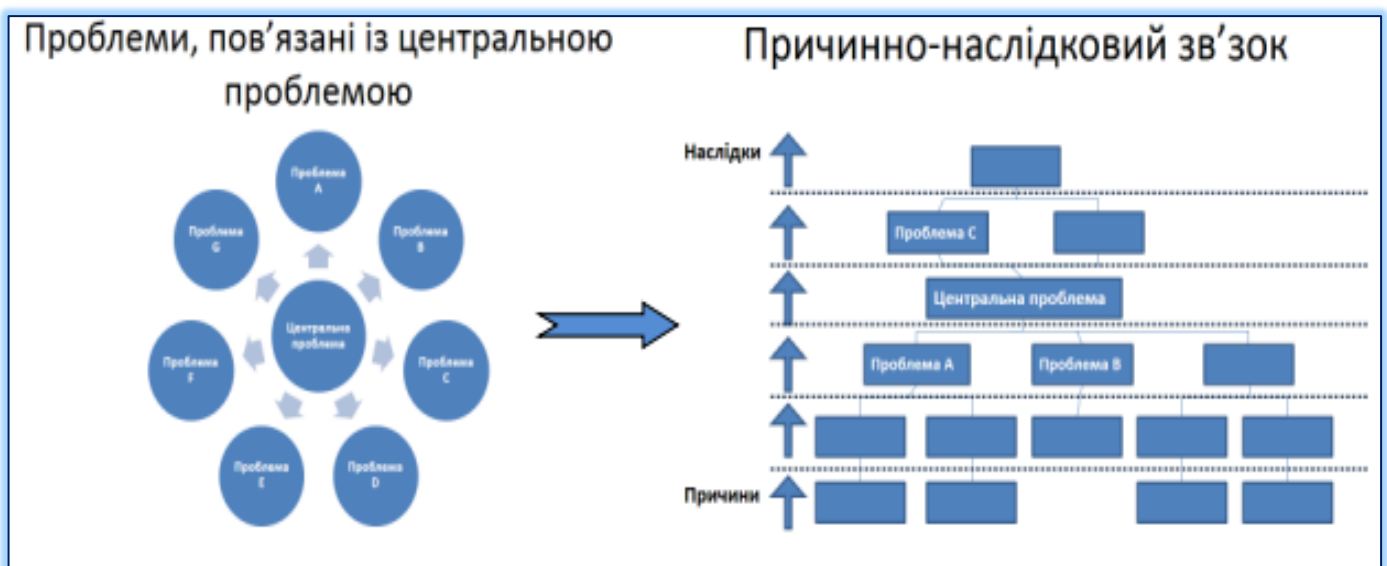 Проблеми, пов’язані із центральною
проблемою
Причинно-наслідковий зв’зок
Проблема
A
Проблема
B
Проблема
C
Проблема
D
Проблема
E
Проблема
F
Проблема
G
Центральна
проблема
Наслідки
Проблема C
Центральна проблема
Проблема A
Проблема B
Причини